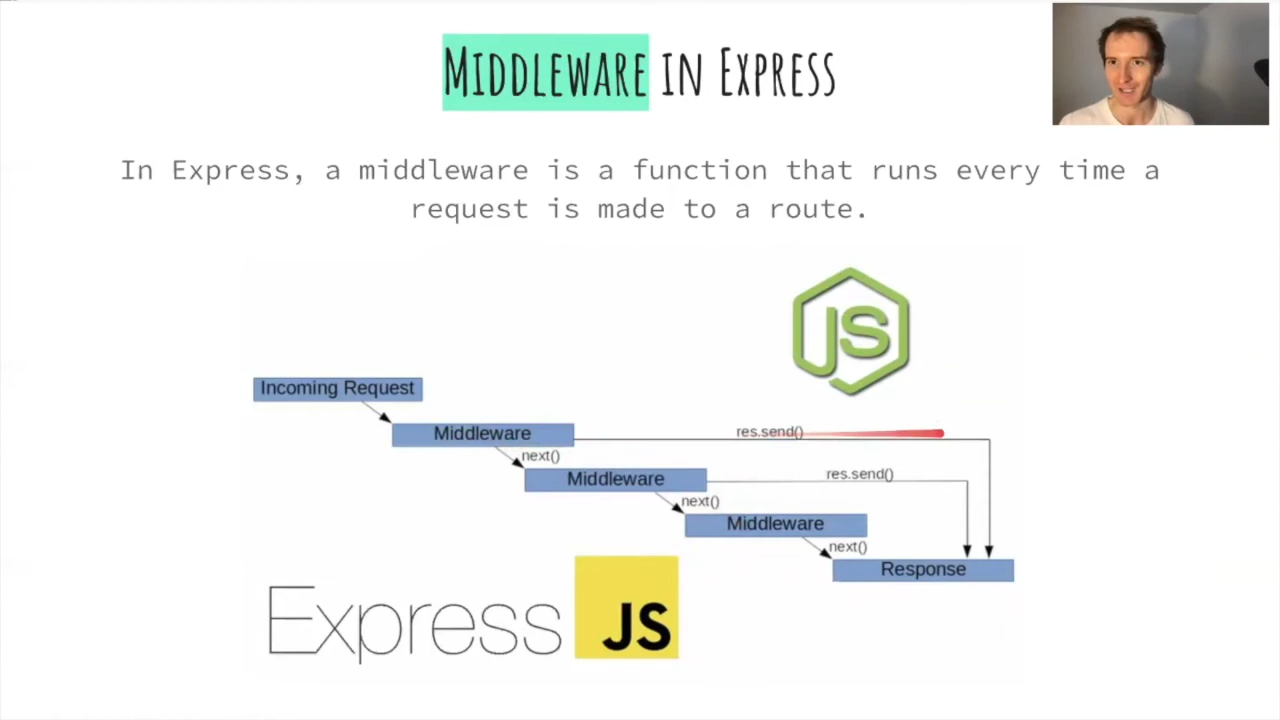 MIDDLEWARE IN EXPRESS
In Express, a middleware is a function that runs every time a
request is made to a route.
JS
Incoming Request
Middleware
res.send()
next()
Middleware
res.send()
next()
Middleware
next()
Response
Express
JS